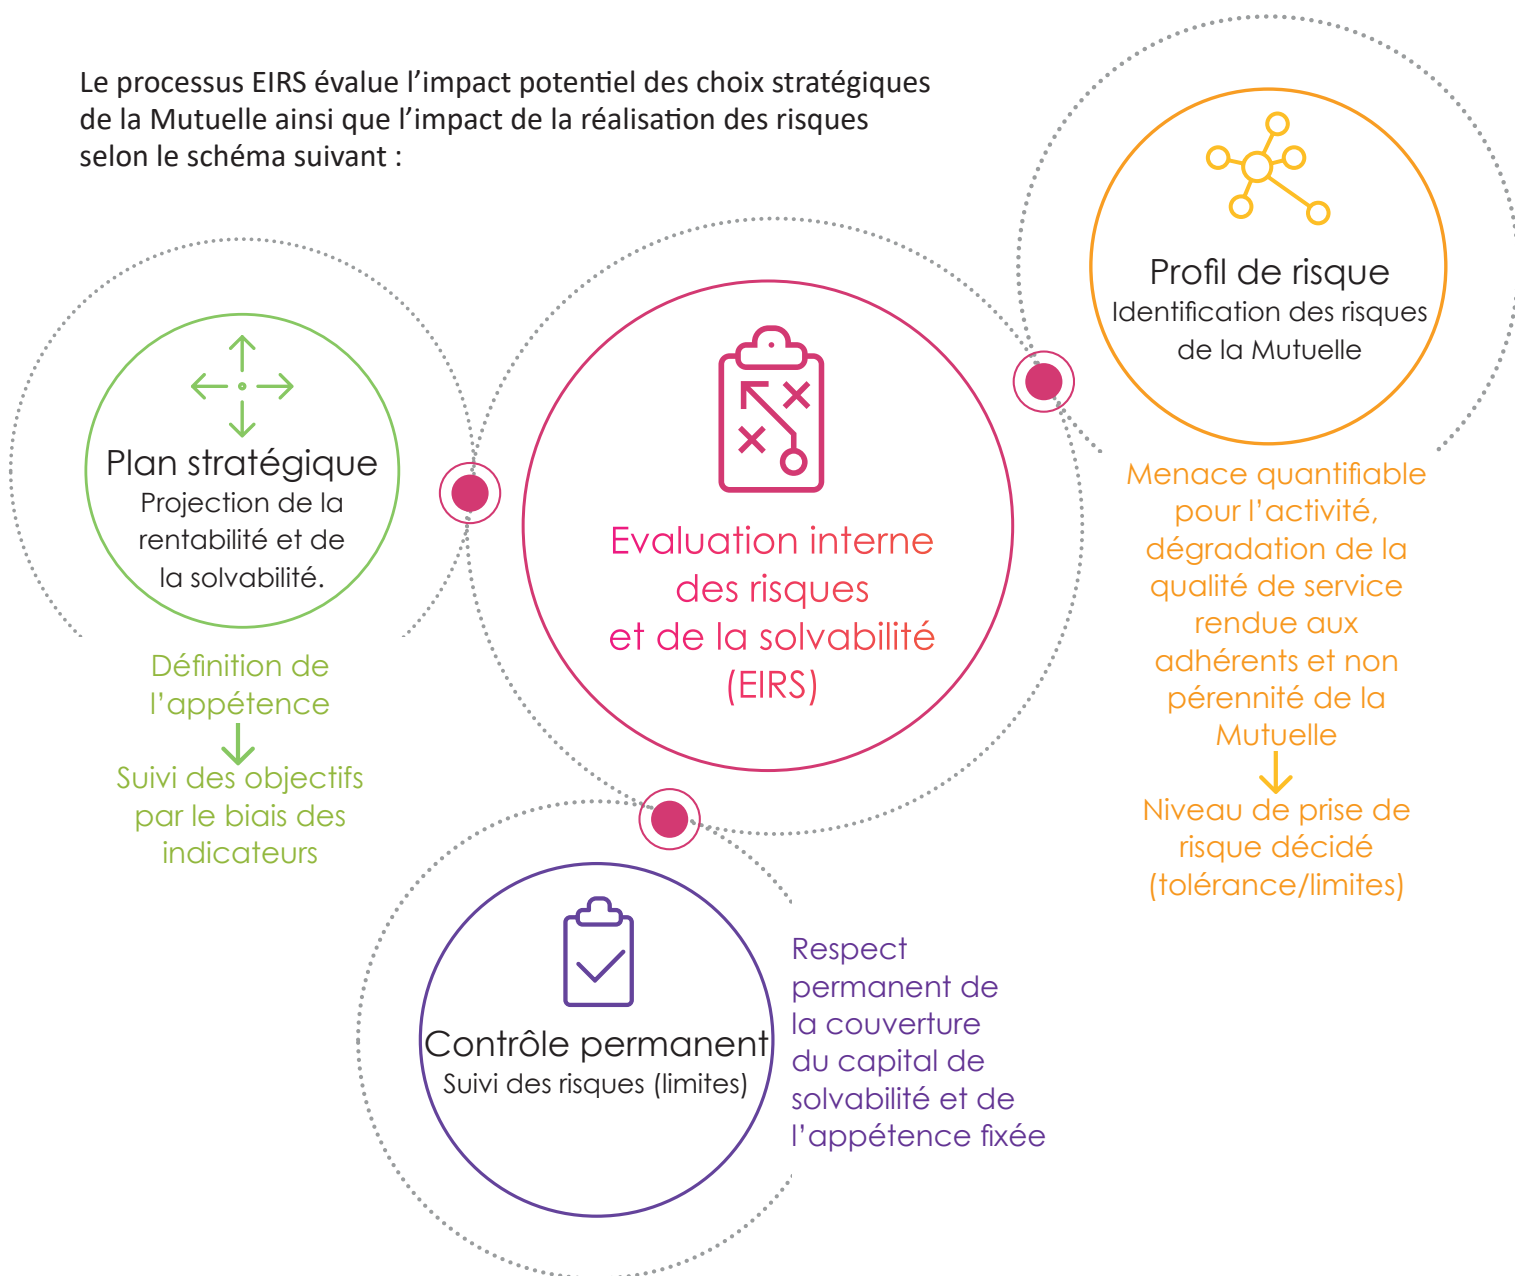 Le processus EIRS évalue l’impact potentiel des choix stratégiques
de la Mutuelle ainsi que l’impact de la réalisation des risques
selon le schéma suivant :
Plan stratégique
Projection de la
rentabilité et de
la solvabilité.
Définition de
l’appétence
Suivi des objectifs
par le biais des
indicateurs
Evaluation interne
des risques
et de la solvabilité
(EIRS)
Profil de risque
Identification des risques
de la Mutuelle
Menace quantifiable
pour l’activité,
dégradation de la
qualité de service
rendue aux
adhérents et non
pérennité de la
Mutuelle
Niveau de prise de
risque décidé
(tolérance/limites)
Contrôle permanent
Suivi des risques (limites)
Respect
permanent de
la couverture
du capital de
solvabilité et de
l’appétence fixée